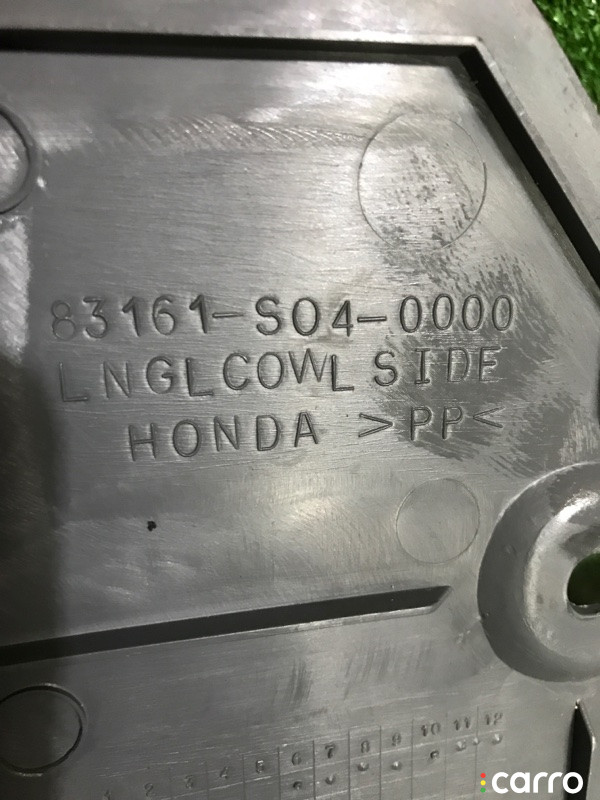 83161-S04-0000
LNGLCOWLSIDE
HONDA >PP<
1 2 3 4 5 6 7 8 9 10 11 12
carro